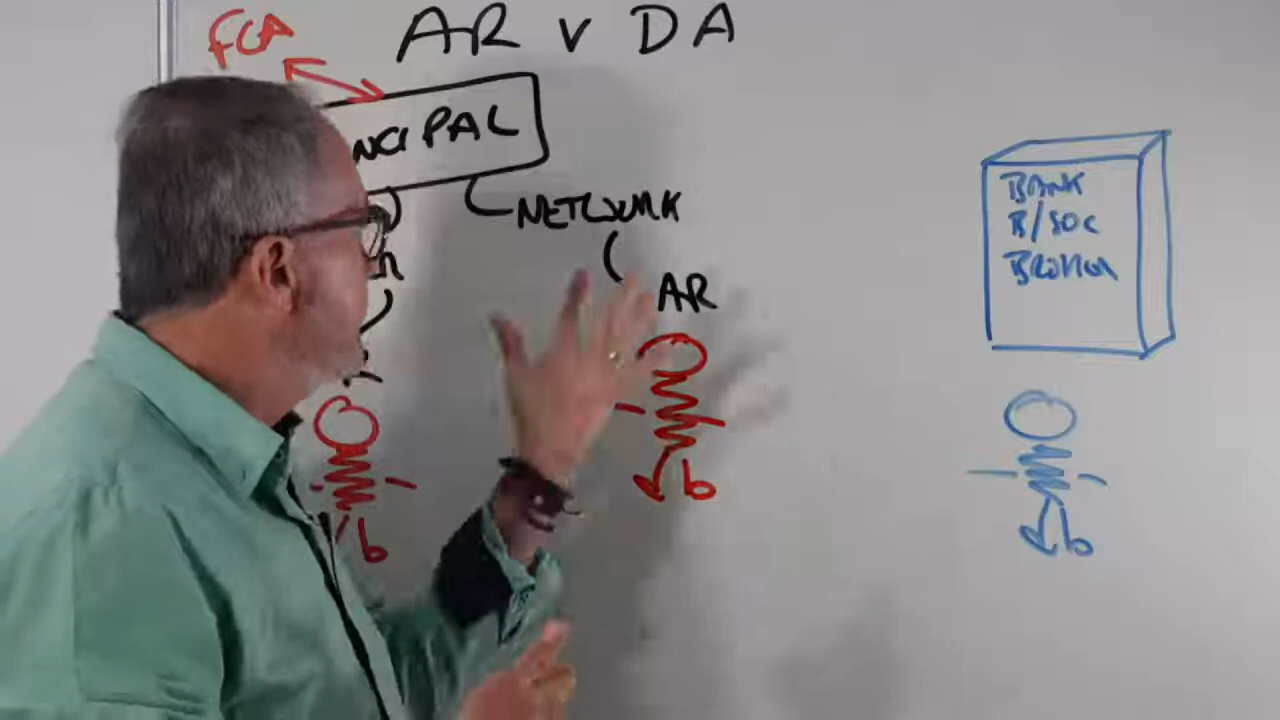 AR v DA
FCA
NCIPAL
NETWORK
AR
BANK
B/SOC
BROKER